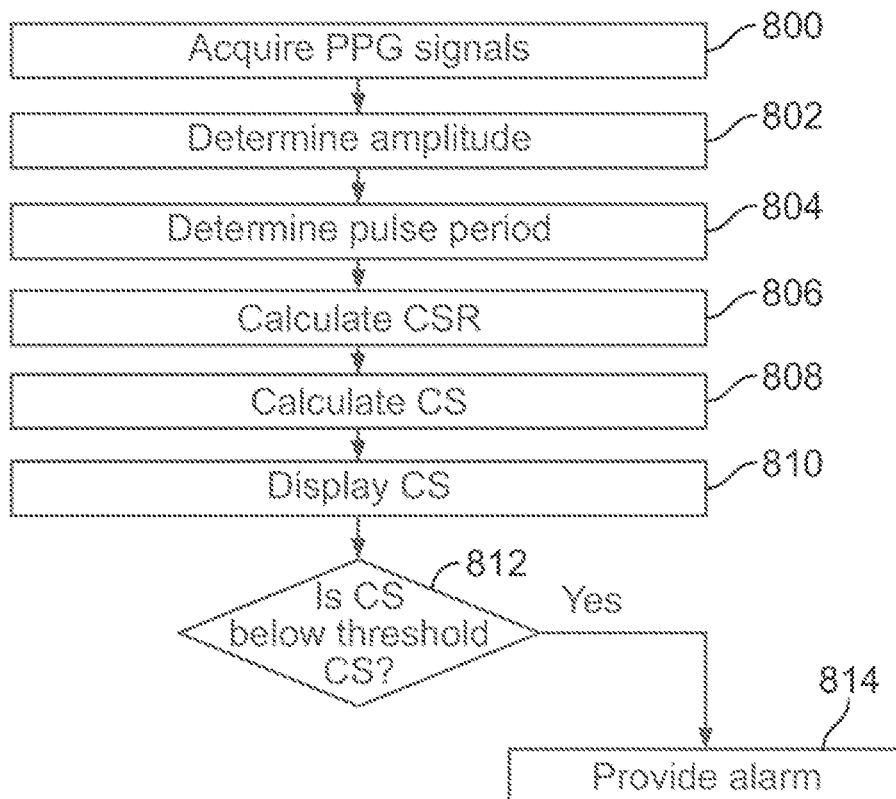 Acquire PPG signals
800
Determine amplitude
802
Determine pulse period
804
Calculate CSR
806
Calculate CS
808
Display CS
810
Is CS
below threshold
CS?
812
Yes
814
Provide alarm